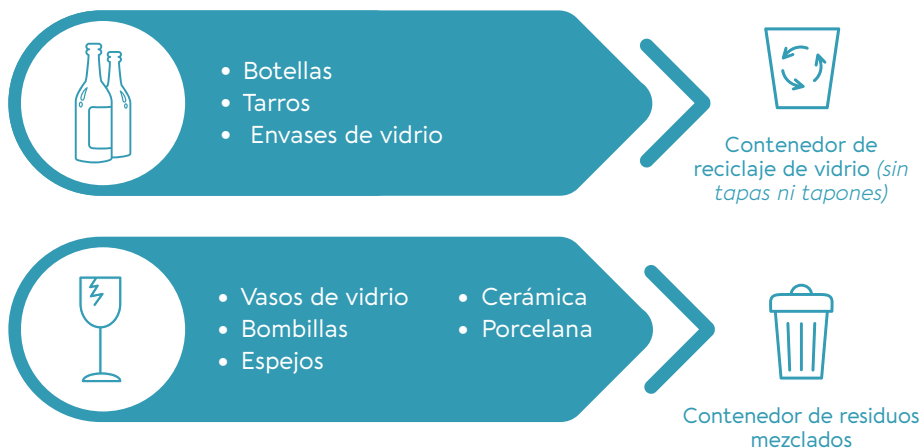 • Botellas
• Tarros
• Envases de vidrio
Contenedor de
reciclaje de vidrio (sin
tapas ni tapones)
• Vasos de vidrio
• Bombillas
• Espejos
• Cerámica
• Porcelana
Contenedor de residuos
mezclados